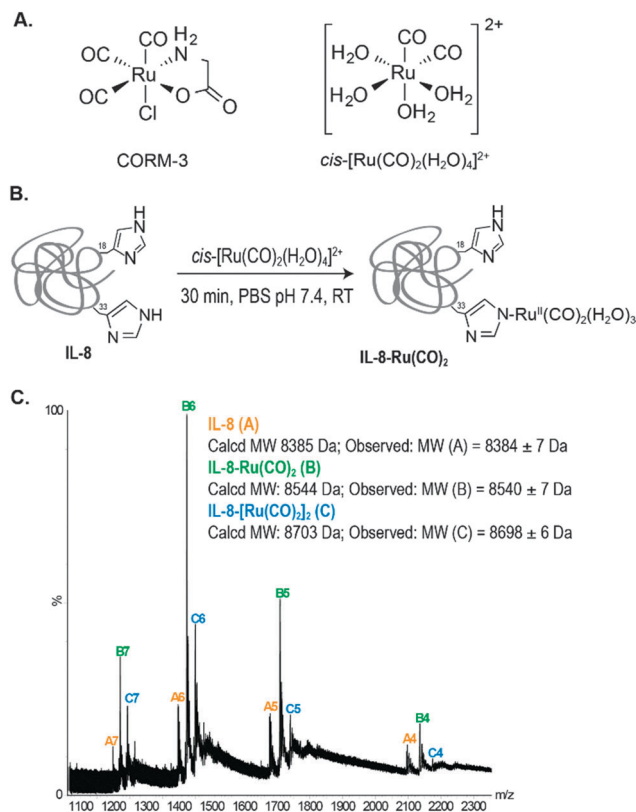 A.
CO
H₂
N
OC
Ru
OC
O
O
Cl
CORM-3
2+
CO
H₂O
CO
Ru
H₂O
OH₂
OH₂
cis-[Ru(CO)₂(H₂O)₄]²⁺
B.
NH
18
33
NH
N
N
IL-8
cis-[Ru(CO)₂(H₂O)₄]²⁺
30 min, PBS pH 7.4, RT
NH
N
18
33
N-Ruᴵᴵ(CO)₂(H₂O)₃
N
IL-8-Ru(CO)₂
C.
100
%
0
B6
IL-8 (A)
Calcd MW 8385 Da; Observed: MW (A) = 8384 ± 7 Da
IL-8-Ru(CO)₂ (B)
Calcd MW: 8544 Da; Observed: MW (B) = 8540 ± 7 Da
IL-8-[Ru(CO)₂]₂ (C)
Calcd MW: 8703 Da; Observed: MW (C) = 8698 ± 6 Da
B5
C6
B7
C7
A6
A5
C5
A7
B4
A4
C4
1100 1200 1300 1400 1500 1600 1700 1800 1900 2000 2100 2200 2300 m/z